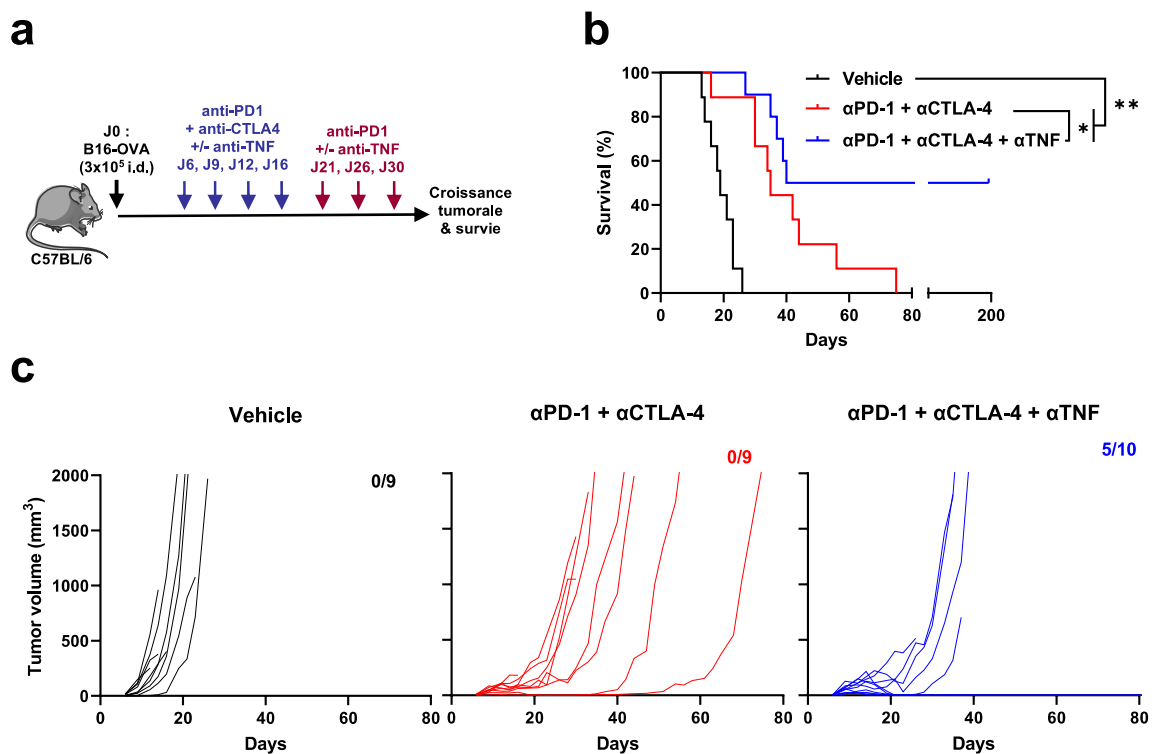 a
J0 :
B16-OVA
(3x10⁵ i.d.)
anti-PD1
+ anti-CTLA4
+/- anti-TNF
J6, J9, J12, J16
anti-PD1
+/- anti-TNF
J21, J26, J30
Croissance
tumorale
& survie
C57BL/6
b
Survival (%)
100
80
60
40
20
0
0 20 40 60 80 200
Days
Vehicle
αPD-1 + αCTLA-4
αPD-1 + αCTLA-4 + αTNF
*
**
c
Vehicle
0/9
Tumor volume (mm³)
2000
1500
1000
500
0
0 20 40 60 80
Days
αPD-1 + αCTLA-4
0/9
0 20 40 60 80
Days
αPD-1 + αCTLA-4 + αTNF
5/10
0 20 40 60 80
Days